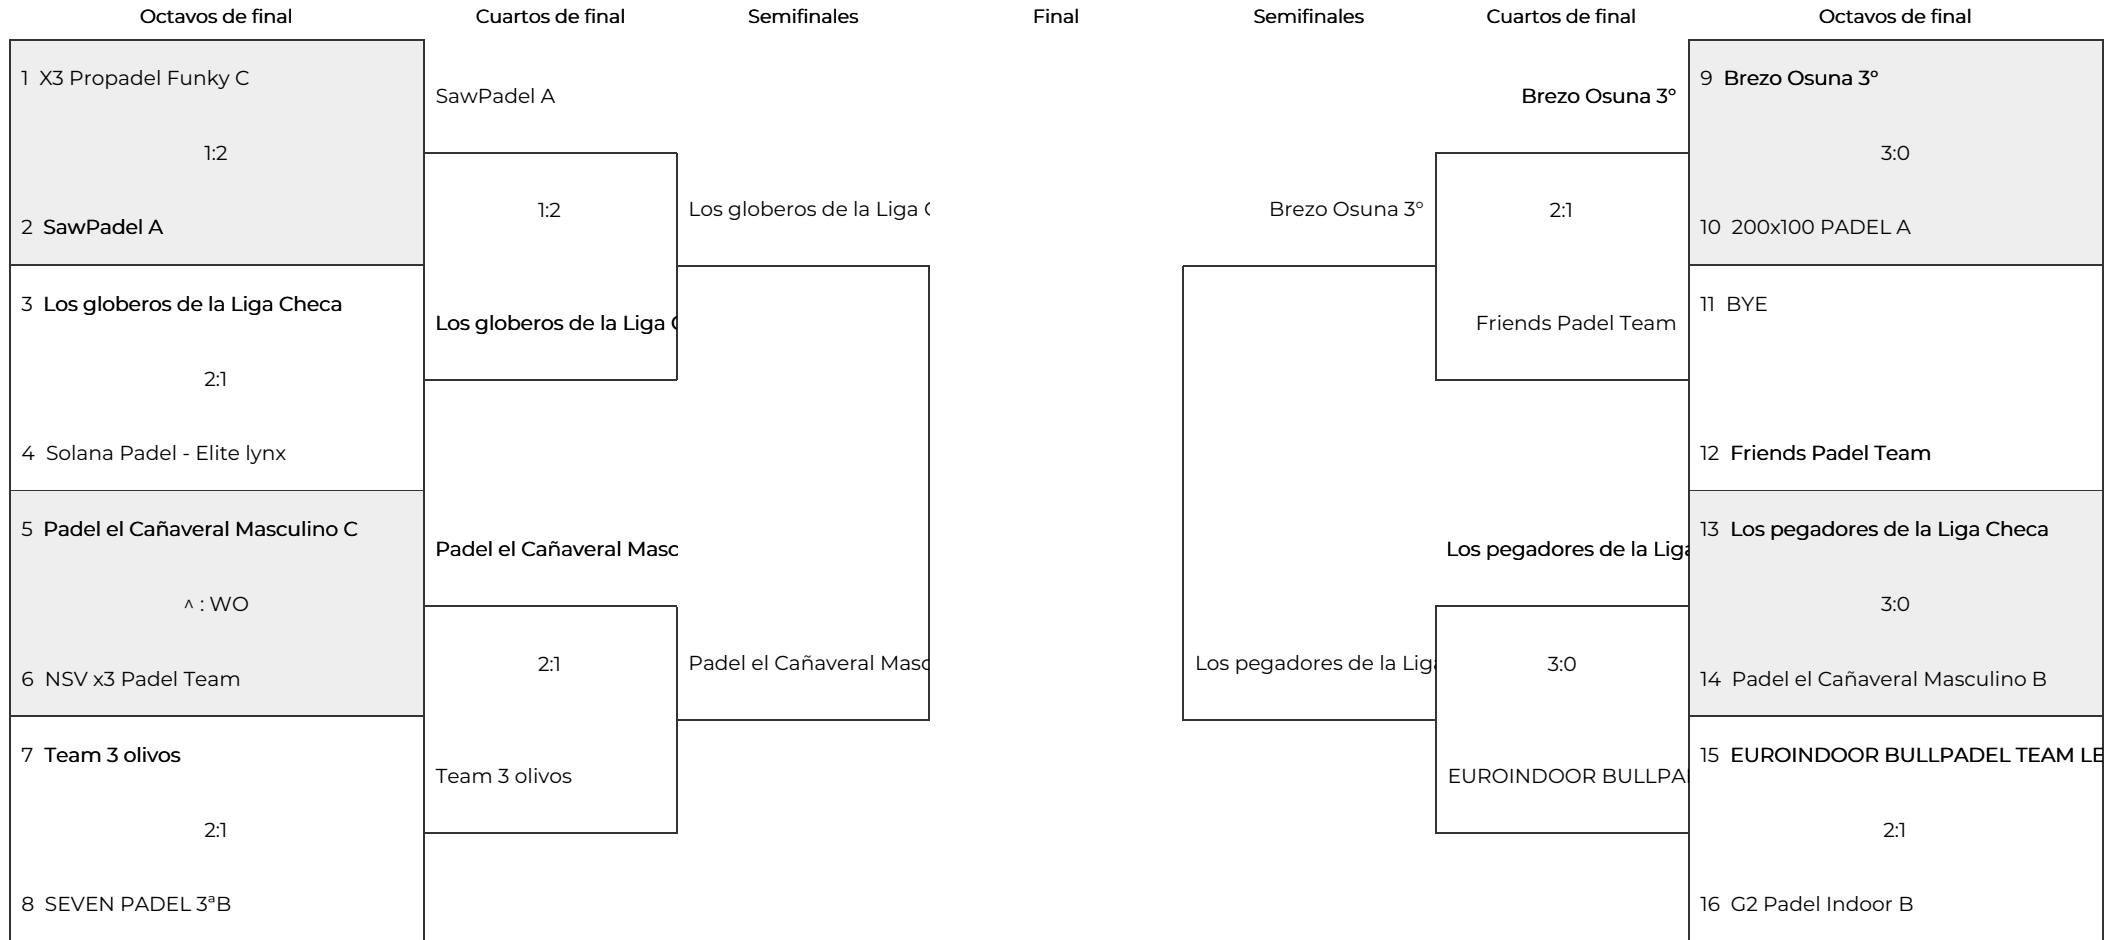 Octavos de final
Cuartos de final
Semifinales
Final
Semifinales
Cuartos de final
Octavos de final
1 X3 Propadel Funky C
1:2
2 SawPadel A
3 Los globeros de la Liga Checa
2:1
4 Solana Padel - Elite lynx
5 Padel el Cañaveral Masculino C
^ : WO
6 NSV x3 Padel Team
7 Team 3 olivos
2:1
8 SEVEN PADEL 3ªB
SawPadel A
1:2
Los globeros de la Liga
Padel el Cañaveral Masc
2:1
Team 3 olivos
Los globeros de la Liga
Padel el Cañaveral Masc
Brezo Osuna 3º
Los pegadores de la Liga
Brezo Osuna 3º
2:1
Friends Padel Team
Los pegadores de la Liga
3:0
EUROINDOOR BULLPA
9 Brezo Osuna 3º
3:0
10 200x100 PADEL A
11 BYE
12 Friends Padel Team
13 Los pegadores de la Liga Checa
3:0
14 Padel el Cañaveral Masculino B
15 EUROINDOOR BULLPADEL TEAM LE
2:1
16 G2 Padel Indoor B